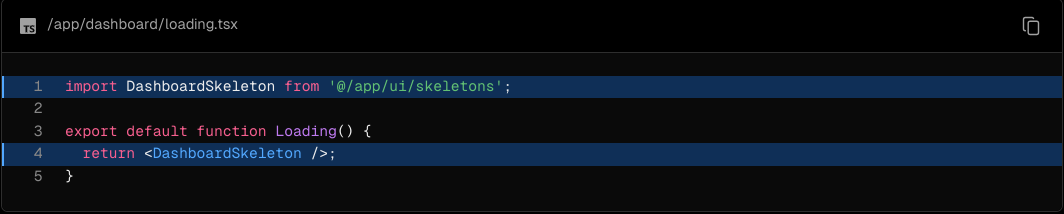 TS /app/dashboard/loading.tsx
1 import DashboardSkeleton from '@/app/ui/skeletons';
2
3 export default function Loading() {
4   return <DashboardSkeleton />;
5 }